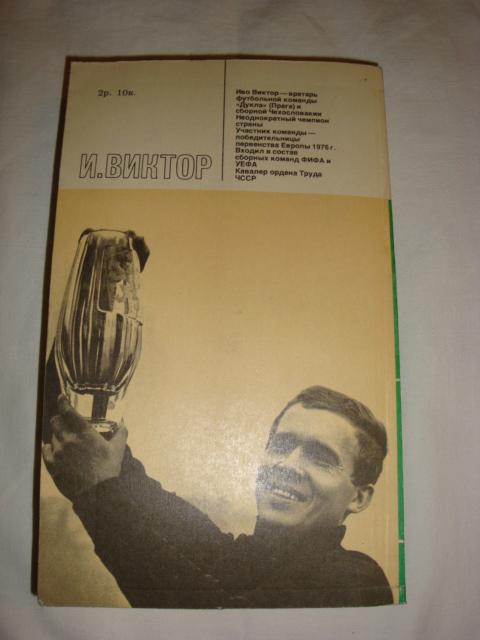 2р. 10к.
Иво Виктор — вратарь
футбольной команды
«Дукла» (Прага) и
сборной Чехословакии
Неоднократный чемпион
страны
Участник команды —
победительницы
первенства Европы 1976 г.
Входил в состав
сборных команд ФИФА и
УЕФА
Кавалер ордена Труда
ЧССР
И.ВИКТОР